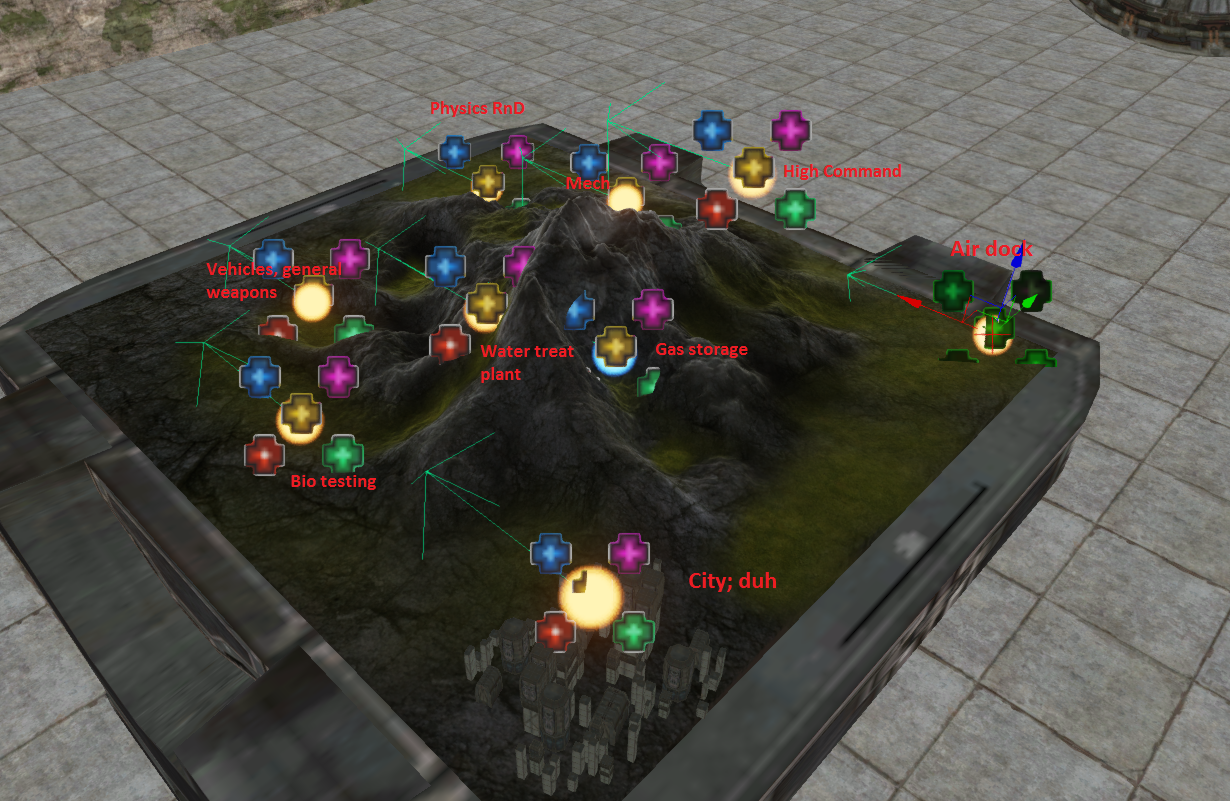 Physics RnD
High Command
Mech
Air dock
Vehicles, general
weapons
Water treat
plant
Gas storage
Bio testing
City; duh